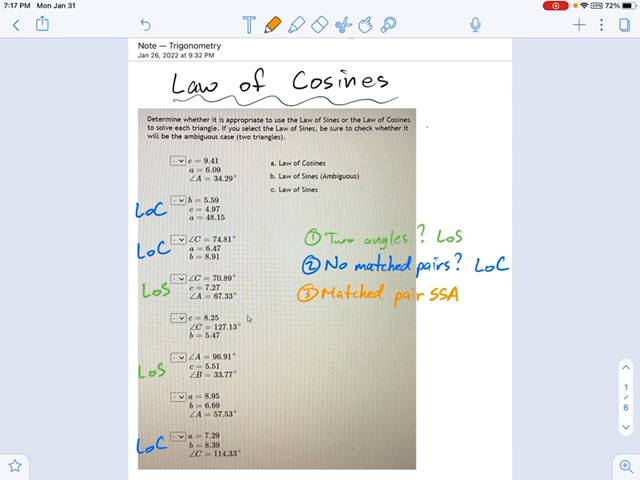 7:17 PM Mon Jan 31
72%
Note — Trigonometry
Jan 26, 2022 at 9:32 PM
Law of Cosines
Determine whether it is appropriate to use the Law of Sines or the Law of Cosines
to solve each triangle. If you select the Law of Sines, be sure to check whether it
will be the ambiguous case (two triangles).
c = 9.41
a = 6.09
∠A = 34.29°
a. Law of Cosines
b. Law of Sines (Ambiguous)
c. Law of Sines
LoC
b = 5.59
c = 4.97
a = 48.15
LoC
∠C = 74.81°
a = 6.47
b = 8.91
LoS
∠C = 70.89°
c = 7.27
∠A = 67.33°
c = 8.25
∠C = 127.13°
b = 5.47
LoS
∠A = 96.91°
c = 5.51
∠B = 33.77°
a = 8.95
b = 6.69
∠A = 57.53°
LoC
a = 7.29
b = 8.39
∠C = 114.33°
① Two angles? LoS
② No matched pairs? LoC
③ Matched pair SSA
1
/
6